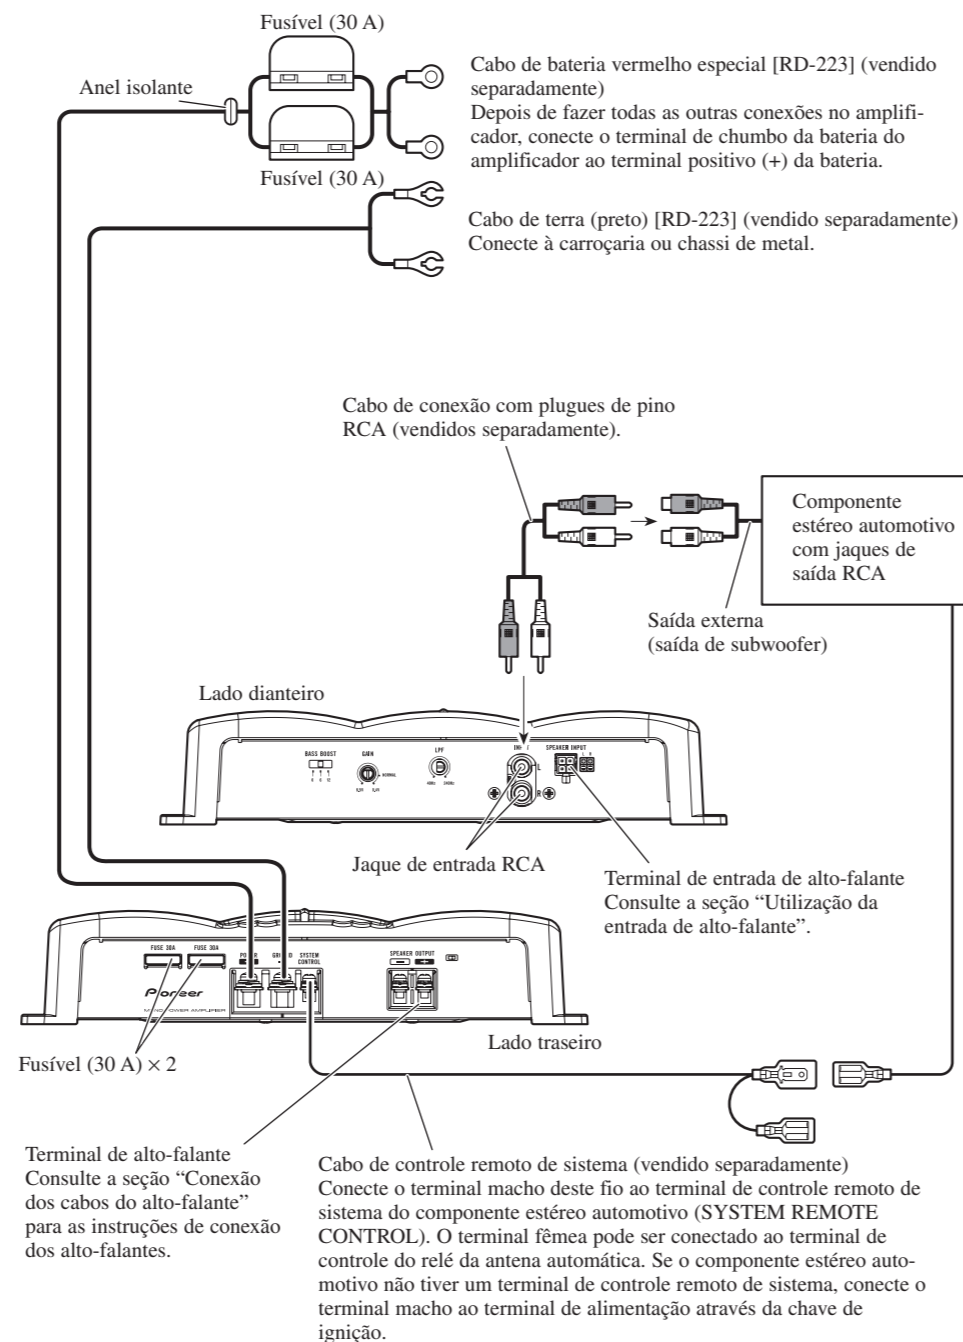 Fusível (30 A)
Anel isolante
Fusível (30 A)
Cabo de bateria vermelho especial [RD-223] (vendido
separadamente)
Depois de fazer todas as outras conexões no amplifi-
cador, conecte o terminal de chumbo da bateria do
amplificador ao terminal positivo (+) da bateria.
Cabo de terra (preto) [RD-223] (vendido separadamente)
Conecte à carroçaria ou chassi de metal.
Cabo de conexão com plugues de pino
RCA (vendidos separadamente).
Componente
estéreo automotivo
com jaques de
saída RCA
Saída externa
(saída de subwoofer)
Lado dianteiro
BASS BOOST
GAIN
NORMAL
LPF
SPEAKER INPUT
L R
L
R
Jaque de entrada RCA
Terminal de entrada de alto-falante
Consulte a seção “Utilização da
entrada de alto-falante”.
FUSE 30A FUSE 30A
SYSTEM
CONTROL
SPEAKER OUTPUT
Pioneer
POWER AMPLIFIER
Fusível (30 A) × 2
Lado traseiro
Terminal de alto-falante
Consulte a seção “Conexão
dos cabos do alto-falante”
para as instruções de conexão
dos alto-falantes.
Cabo de controle remoto de sistema (vendido separadamente)
Conecte o terminal macho deste fio ao terminal de controle remoto de
sistema do componente estéreo automotivo (SYSTEM REMOTE
CONTROL). O terminal fêmea pode ser conectado ao terminal de
controle do relé da antena automática. Se o componente estéreo auto-
motivo não tiver um terminal de controle remoto de sistema, conecte o
terminal macho ao terminal de alimentação através da chave de
ignição.